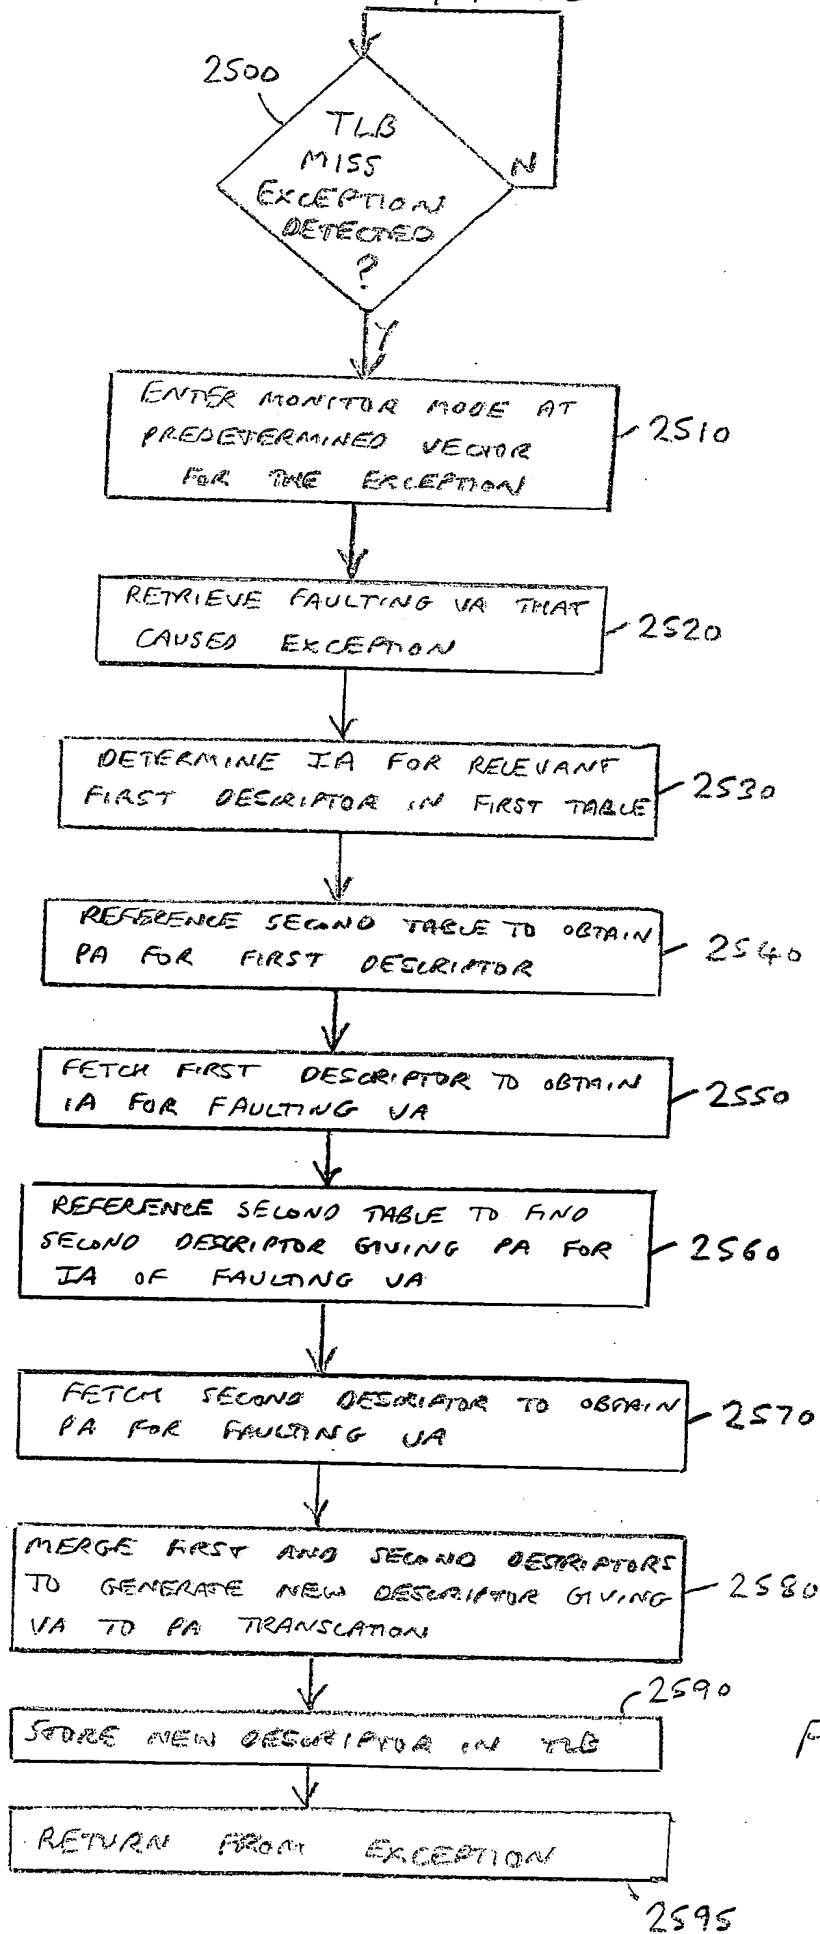 2500
TLB
MISS
EXCEPTION
DETECTED
?
N
Y
ENTER MONITOR MODE AT
PREDETERMINED VECTOR
FOR THE EXCEPTION
2510
RETRIEVE FAULTING VA THAT
CAUSED EXCEPTION
2520
DETERMINE IA FOR RELEVANT
FIRST DESCRIPTOR IN FIRST TABLE
2530
REFERENCE SECOND TABLE TO OBTAIN
PA FOR FIRST DESCRIPTOR
2540
FETCH FIRST DESCRIPTOR TO OBTAIN
IA FOR FAULTING VA
2550
REFERENCE SECOND TABLE TO FIND
SECOND DESCRIPTOR GIVING PA FOR
IA OF FAULTING VA
2560
FETCH SECOND DESCRIPTOR TO OBTAIN
PA FOR FAULTING VA
2570
MERGE FIRST AND SECOND DESCRIPTORS
TO GENERATE NEW DESCRIPTOR GIVING
VA TO PA TRANSLATION
2580
2590
STORE NEW DESCRIPTOR IN TLB
F
RETURN FROM EXCEPTION
2595